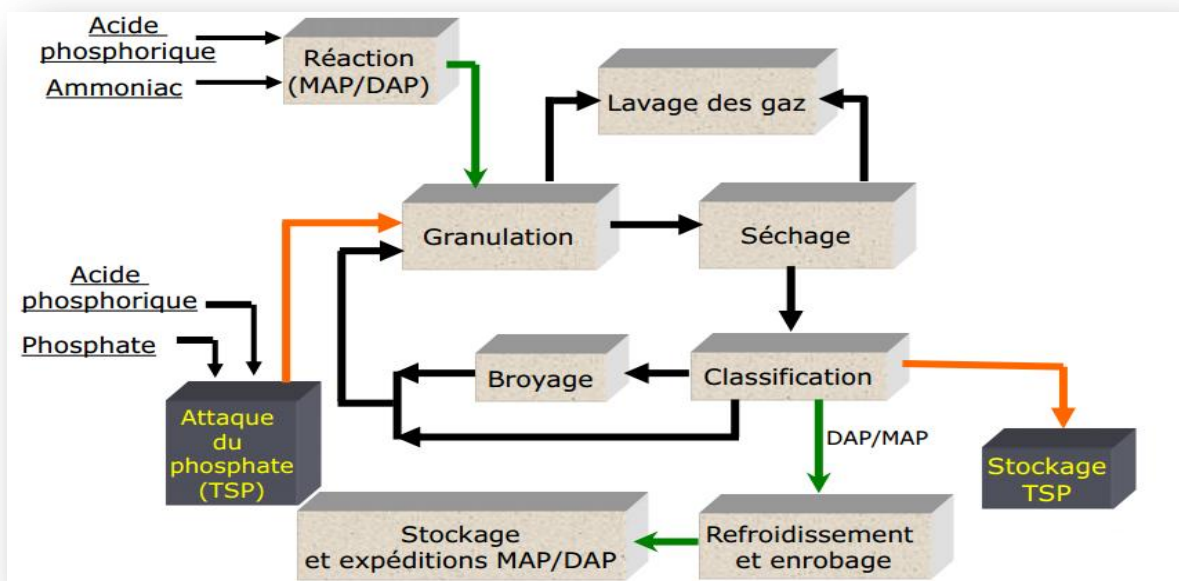 Acide
phosphorique
Ammoniac
Réaction
(MAP/DAP)
Lavage des gaz
Granulation
Séchage
Acide
phosphorique
Phosphate
Broyage
Classification
Attaque
du
phosphate
(TSP)
DAP/MAP
Stockage
TSP
Stockage
et expéditions MAP/DAP
Refroidissement
et enrobage